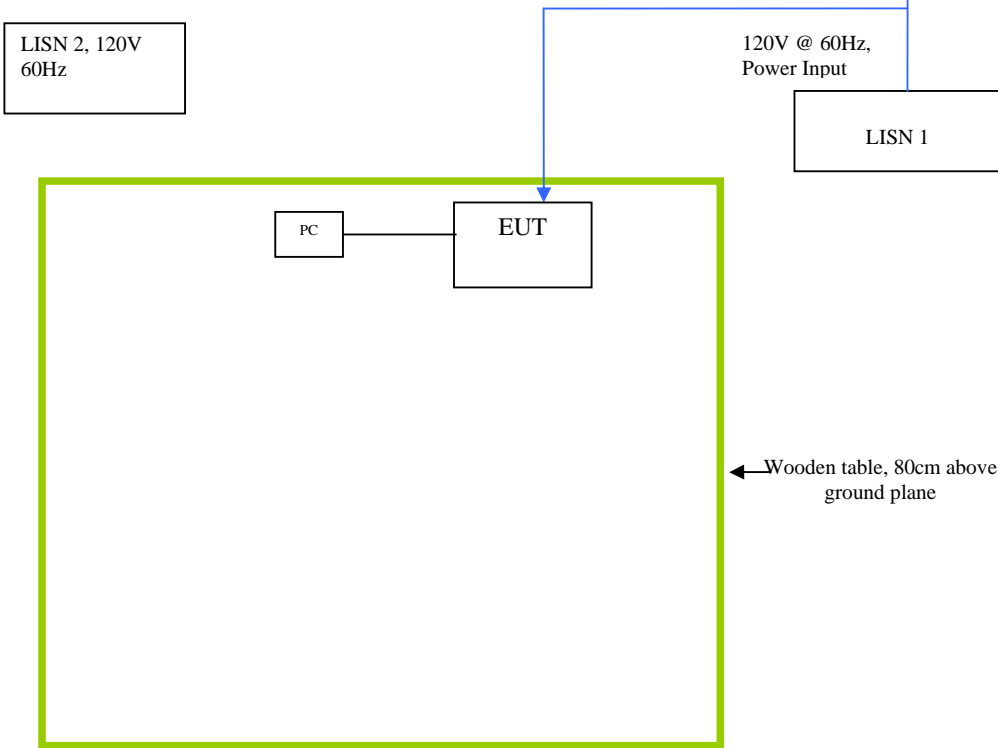 LISN 2, 120V
60Hz
120V @ 60Hz,
Power Input
LISN 1
PC
EUT
Wooden table, 80cm above
ground plane